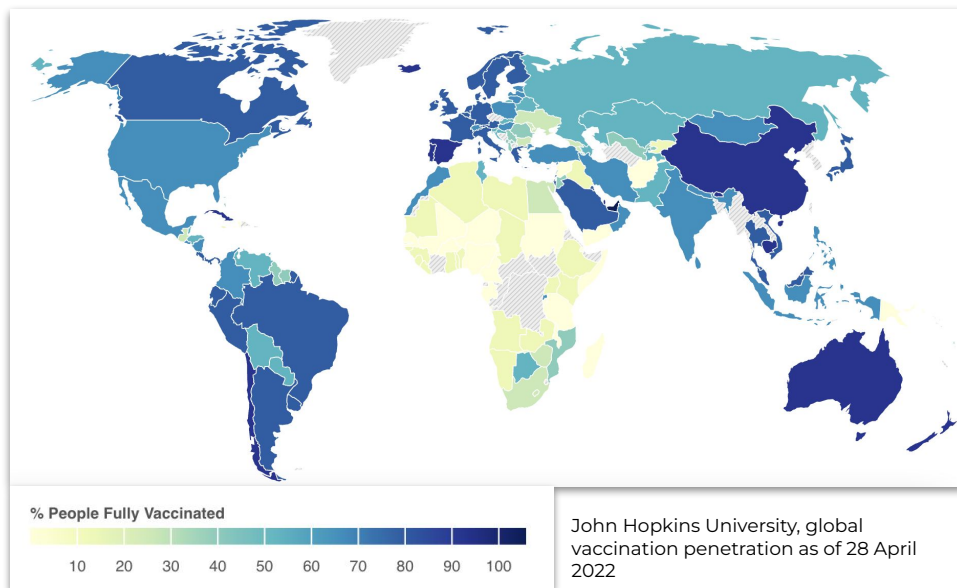 % People Fully Vaccinated
10 20 30 40 50 60 70 80 90 100
John Hopkins University, global
vaccination penetration as of 28 April
2022